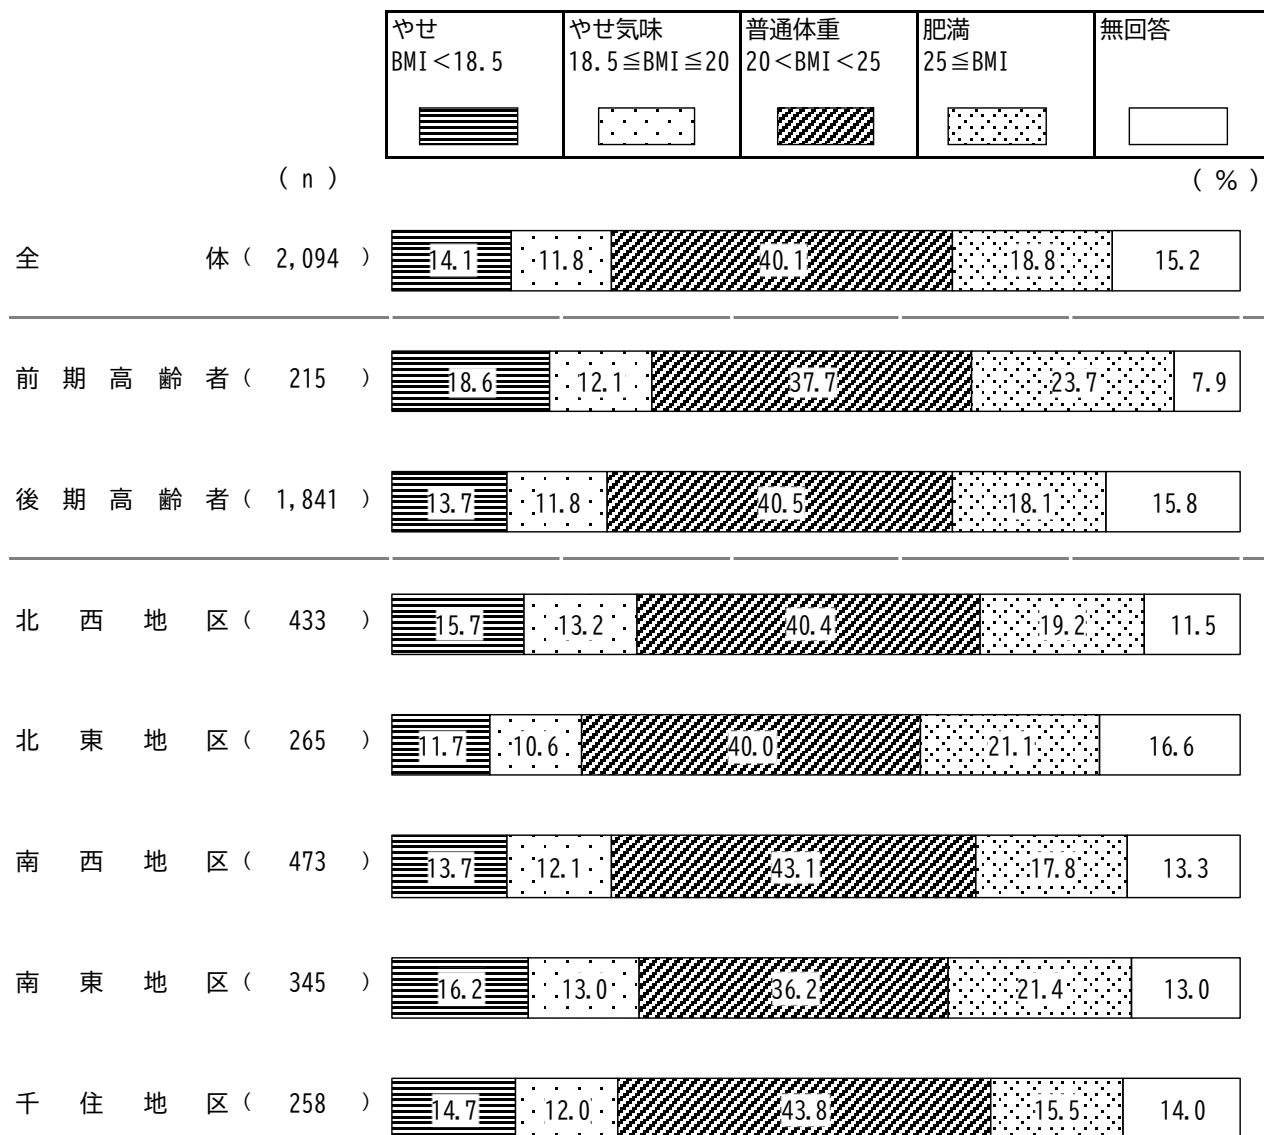 やせ やせ気味 普通体重 肥満 無回答
BMI＜18.5 18.5≦BMI≦20 20＜BMI＜25 25≦BMI
（ｎ） （％）
全体（ 2,094 ） 14.1 11.8 40.1 18.8 15.2
前期高齢者（ 215 ） 18.6 12.1 37.7 23.7 7.9
後期高齢者（ 1,841 ） 13.7 11.8 40.5 18.1 15.8
北西地区（ 433 ） 15.7 13.2 40.4 19.2 11.5
北東地区（ 265 ） 11.7 10.6 40.0 21.1 16.6
南西地区（ 473 ） 13.7 12.1 43.1 17.8 13.3
南東地区（ 345 ） 16.2 13.0 36.2 21.4 13.0
千住地区（ 258 ） 14.7 12.0 43.8 15.5 14.0